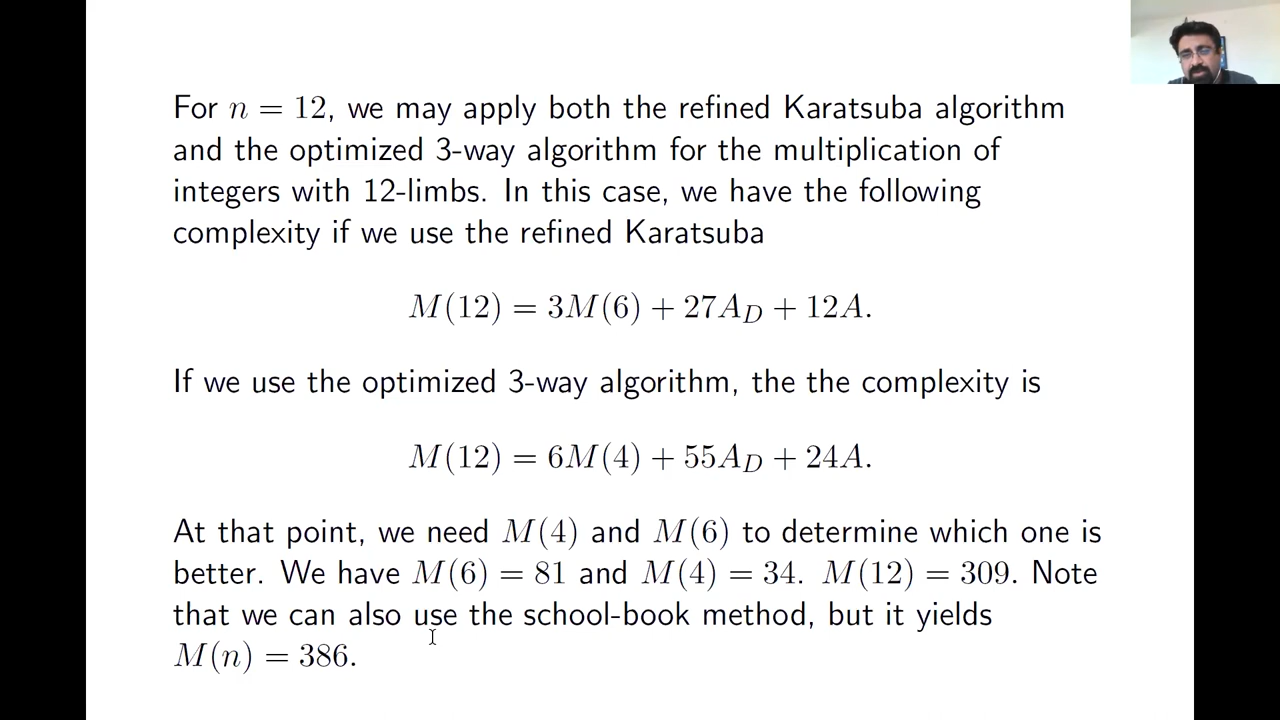 For n = 12, we may apply both the refined Karatsuba algorithm
and the optimized 3-way algorithm for the multiplication of
integers with 12-limbs. In this case, we have the following
complexity if we use the refined Karatsuba
M(12) = 3M(6) + 27A_D + 12A.
If we use the optimized 3-way algorithm, the the complexity is
M(12) = 6M(4) + 55A_D + 24A.
At that point, we need M(4) and M(6) to determine which one is
better. We have M(6) = 81 and M(4) = 34. M(12) = 309. Note
that we can also use the school-book method, but it yields
M(n) = 386.